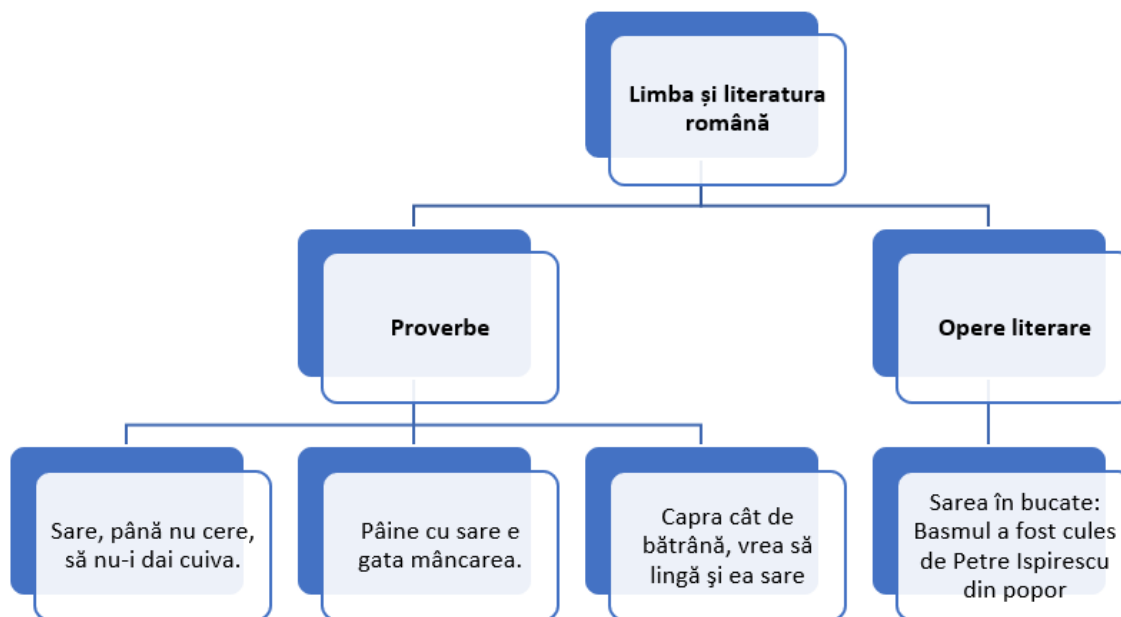 Limba și literatura
română
Proverbe
Opere literare
Sare, până nu cere,
să nu-i dai cuiva.
Pâine cu sare e
gata mâncarea.
Capra cât de
bătrână, vrea să
lingă şi ea sare
Sarea în bucate:
Basmul a fost cules
de Petre Ispirescu
din popor